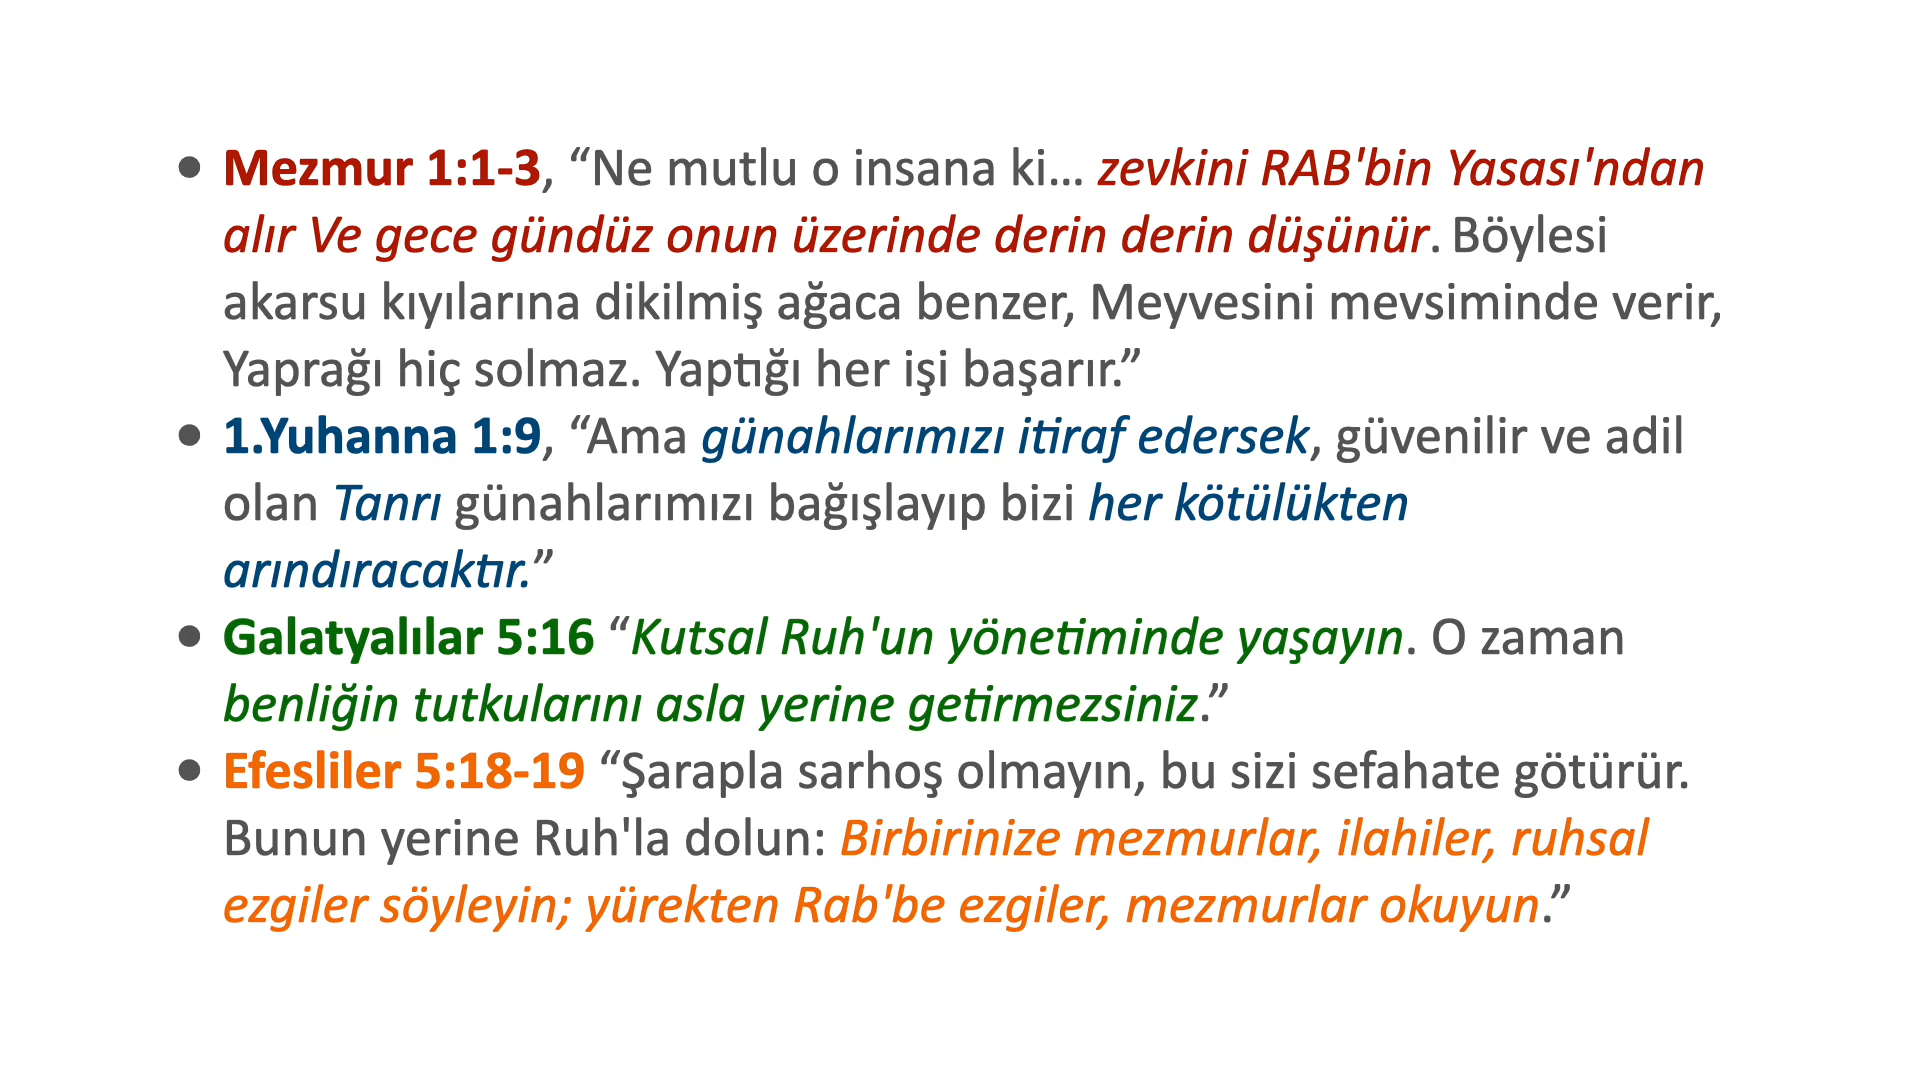 • Mezmur 1:1-3, “Ne mutlu o insana ki… zevkini RAB'bin Yasası'ndan
alır Ve gece gündüz onun üzerinde derin derin düşünür. Böylesi
akarsu kıyılarına dikilmiş ağaca benzer, Meyvesini mevsiminde verir,
Yaprağı hiç solmaz. Yaptığı her işi başarır.”
• 1.Yuhanna 1:9, “Ama günahlarımızı itiraf edersek, güvenilir ve adil
olan Tanrı günahlarımızı bağışlayıp bizi her kötülükten
arındıracaktır.”
• Galatyalılar 5:16 “Kutsal Ruh'un yönetiminde yaşayın. O zaman
benliğin tutkularını asla yerine getirmezsiniz.”
• Efesliler 5:18-19 “Şarapla sarhoş olmayın, bu sizi sefahate götürür.
Bunun yerine Ruh'la dolun: Birbirinize mezmurlar, ilahiler, ruhsal
ezgiler söyleyin; yürekten Rab'be ezgiler, mezmurlar okuyun.”